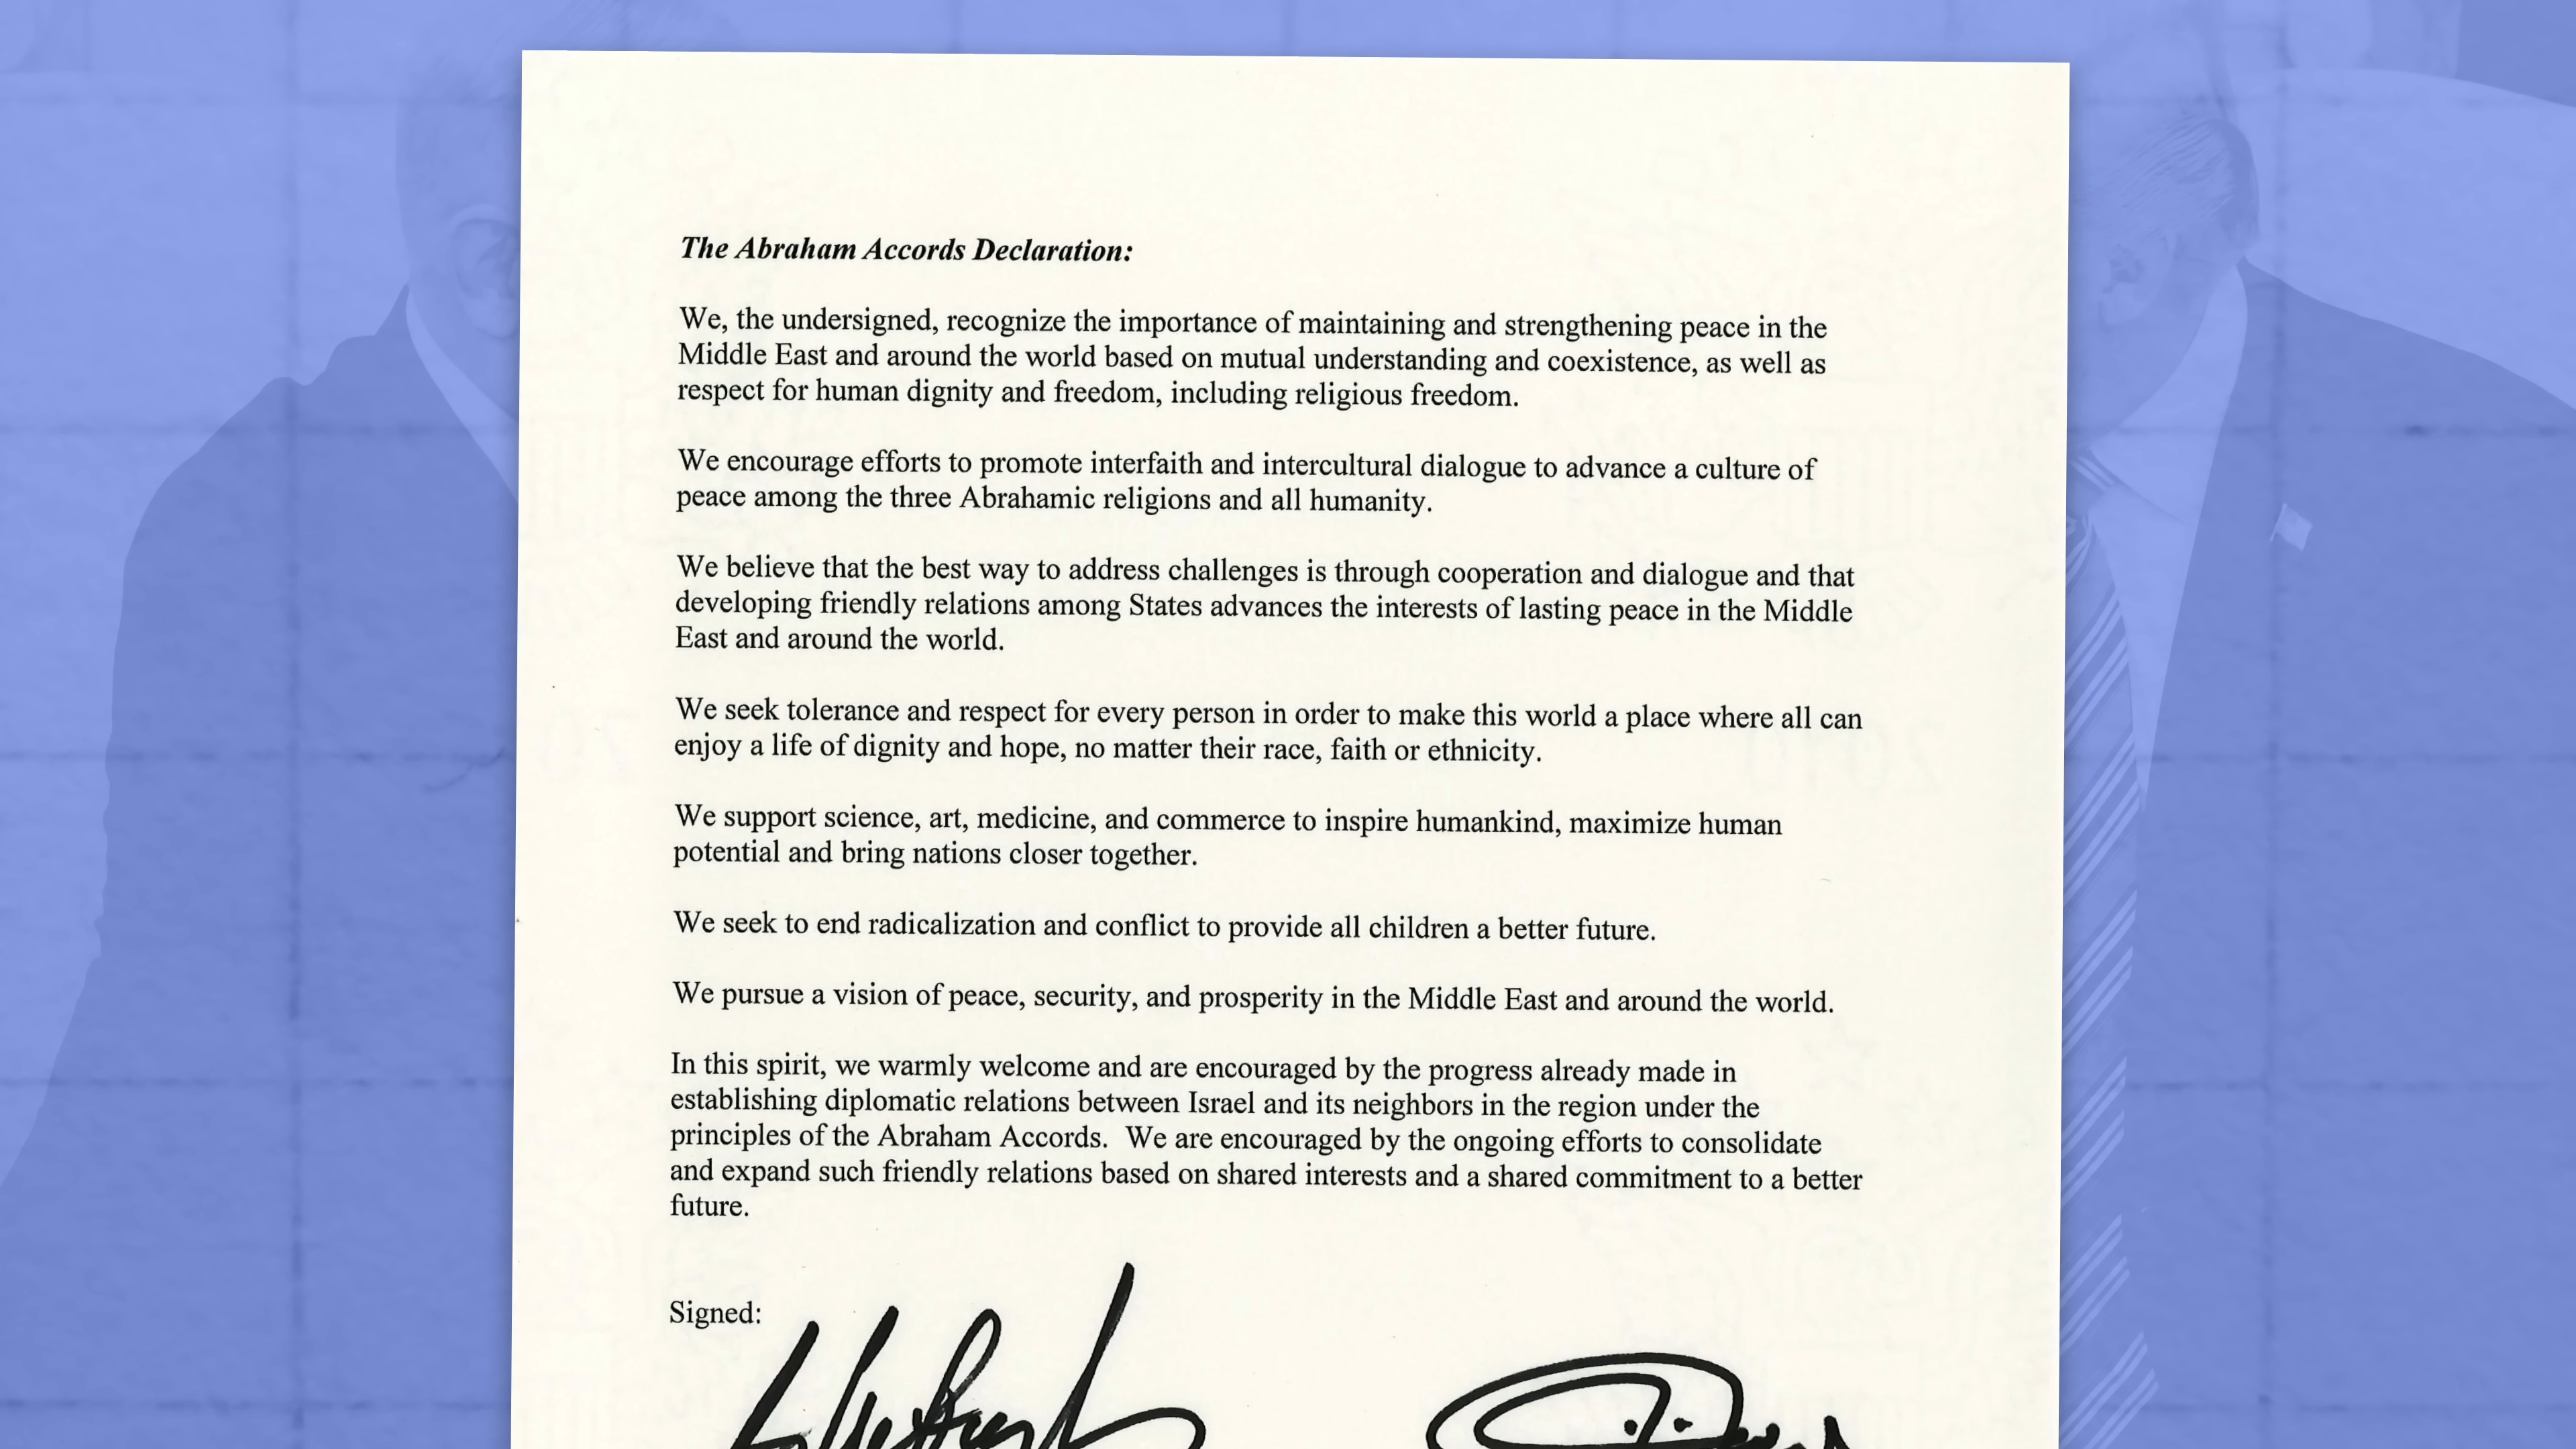 The Abraham Accords Declaration:
We, the undersigned, recognize the importance of maintaining and strengthening peace in the
Middle East and around the world based on mutual understanding and coexistence, as well as
respect for human dignity and freedom, including religious freedom.
We encourage efforts to promote interfaith and intercultural dialogue to advance a culture of
peace among the three Abrahamic religions and all humanity.
We believe that the best way to address challenges is through cooperation and dialogue and that
developing friendly relations among States advances the interests of lasting peace in the Middle
East and around the world.
We seek tolerance and respect for every person in order to make this world a place where all can
enjoy a life of dignity and hope, no matter their race, faith or ethnicity.
We support science, art, medicine, and commerce to inspire humankind, maximize human
potential and bring nations closer together.
We seek to end radicalization and conflict to provide all children a better future.
We pursue a vision of peace, security, and prosperity in the Middle East and around the world.
In this spirit, we warmly welcome and are encouraged by the progress already made in
establishing diplomatic relations between Israel and its neighbors in the region under the
principles of the Abraham Accords.  We are encouraged by the ongoing efforts to consolidate
and expand such friendly relations based on shared interests and a shared commitment to a better
future.
Signed: